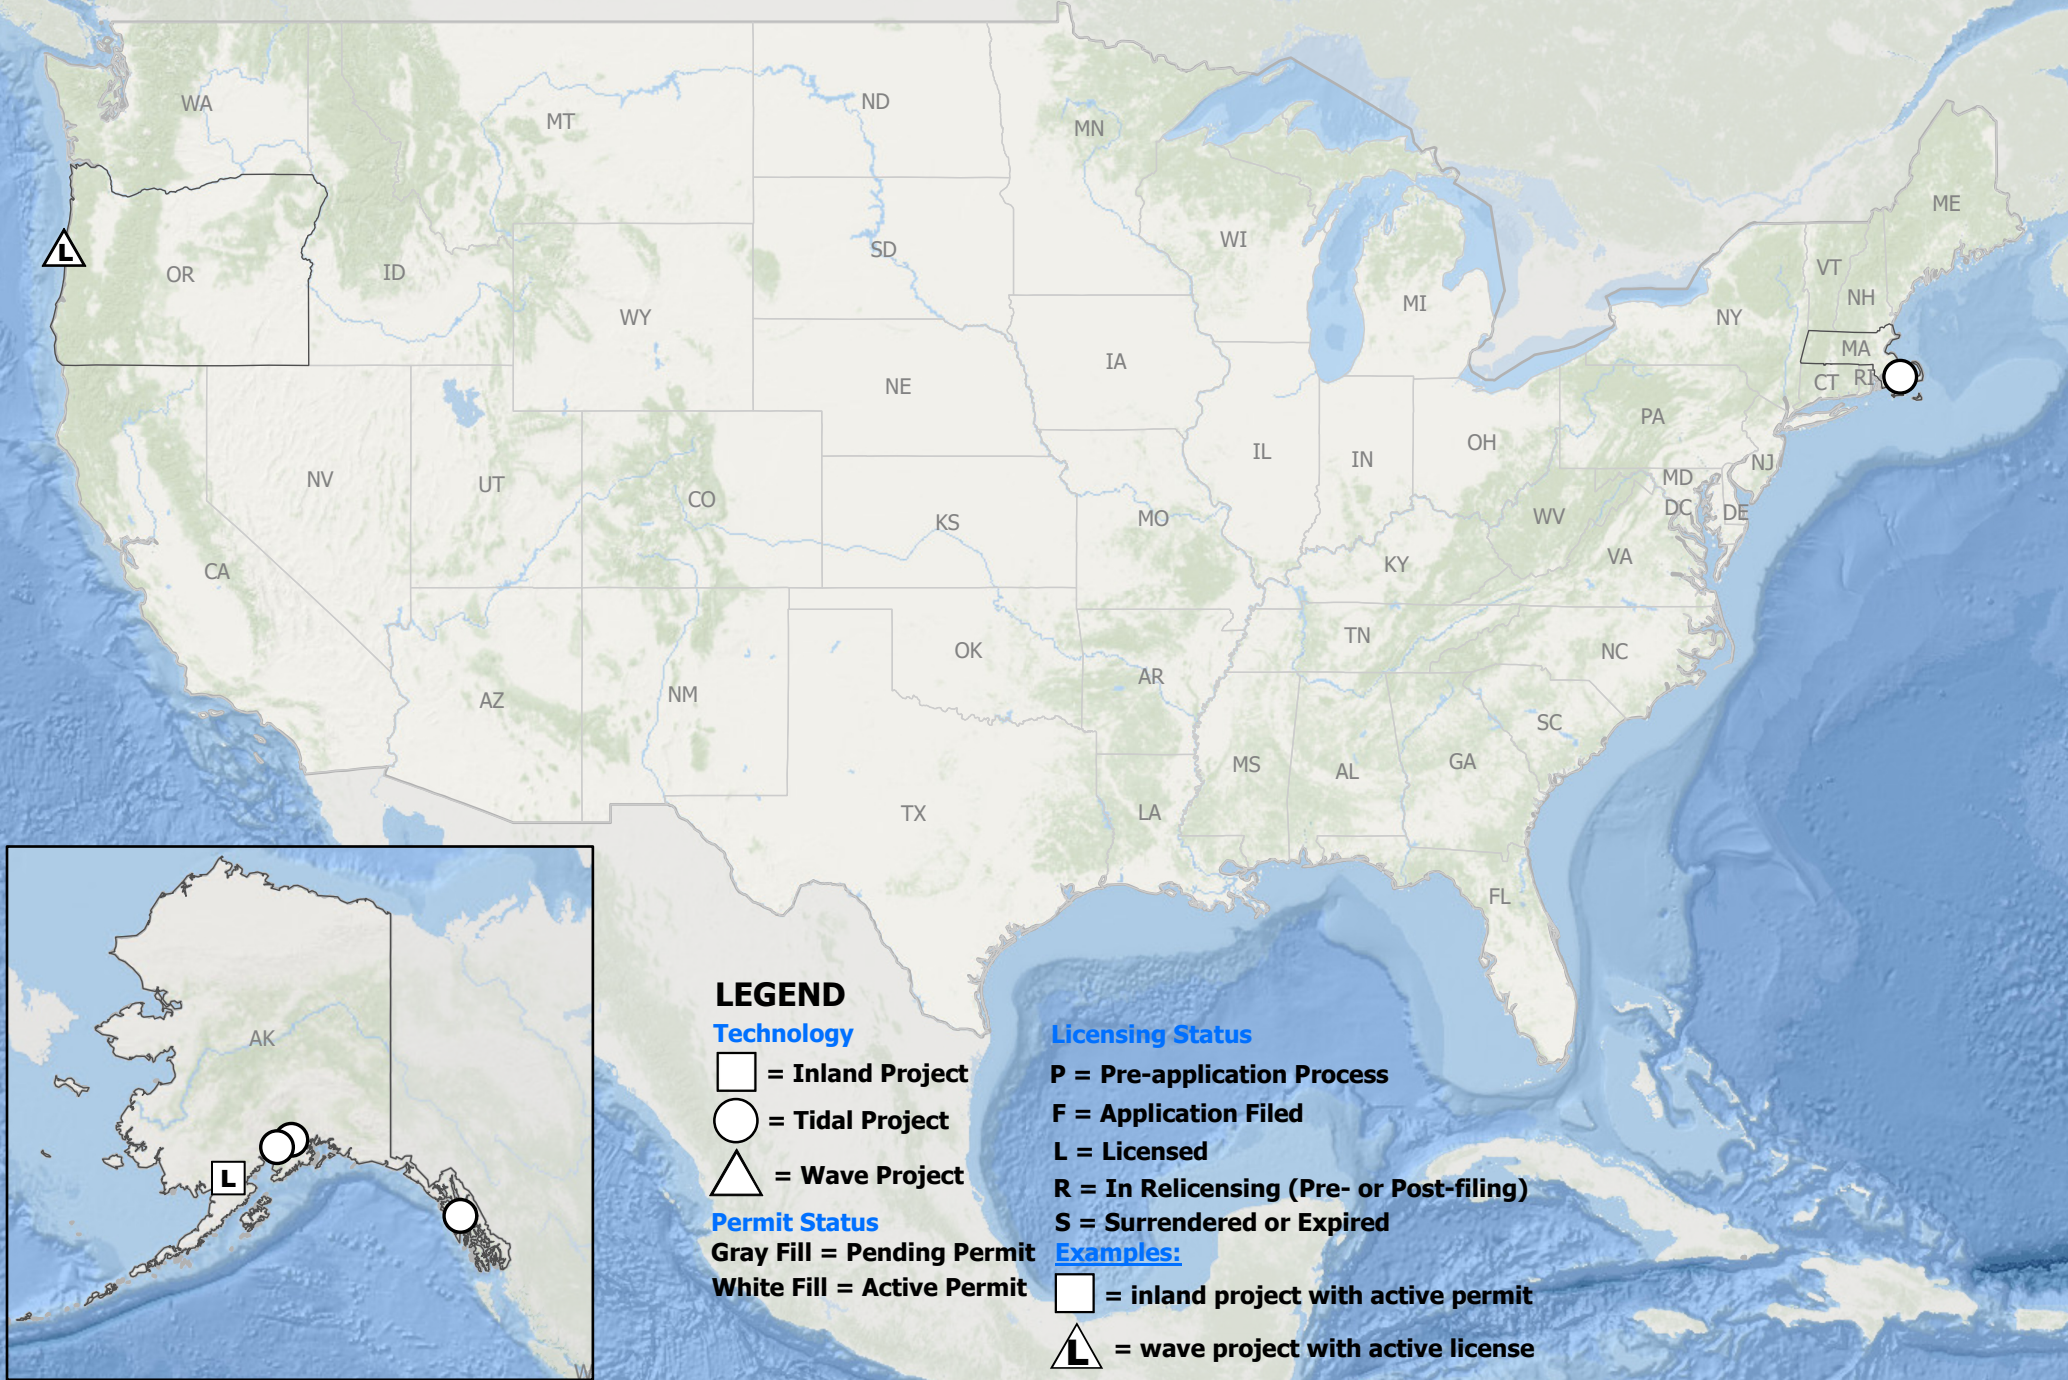 WA
MT
ND
MN
ME
OR
ID
SD
WI
VT
NH
WY
MI
NY
MA
IA
CT
RI
NE
PA
OH
IL
IN
NJ
NV
UT
CO
MD
DC
DE
KS
MO
WV
VA
CA
KY
OK
TN
NC
AR
AZ
NM
SC
MS
AL
GA
TX
LA
FL
L
AK
L
W
LEGEND
Technology
= Inland Project
= Tidal Project
= Wave Project
Permit Status
Gray Fill = Pending Permit
White Fill = Active Permit
Licensing Status
P = Pre-application Process
F = Application Filed
L = Licensed
R = In Relicensing (Pre- or Post-filing)
S = Surrendered or Expired
Examples:
= inland project with active permit
L = wave project with active license